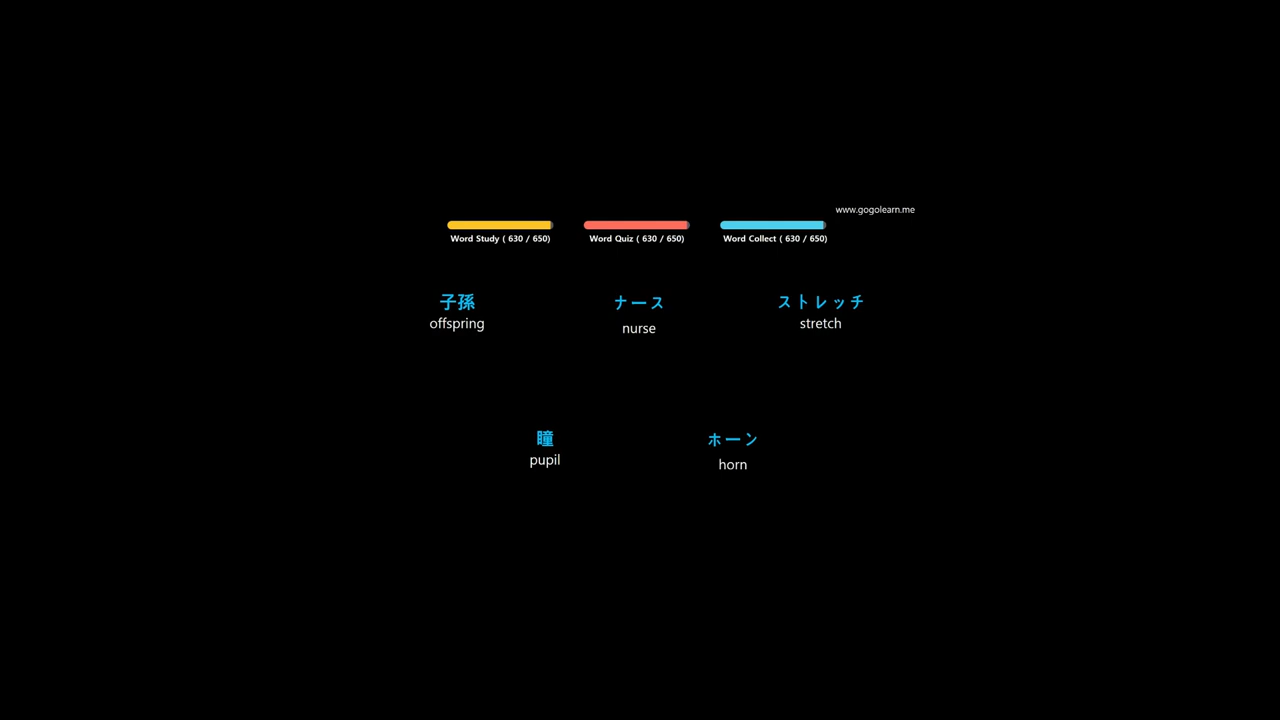 www.gogolearn.me
Word Study ( 630 / 650)
Word Quiz ( 630 / 650)
Word Collect ( 630 / 650)
子孫
offspring
ナース
nurse
ストレッチ
stretch
瞳
pupil
ホーン
horn